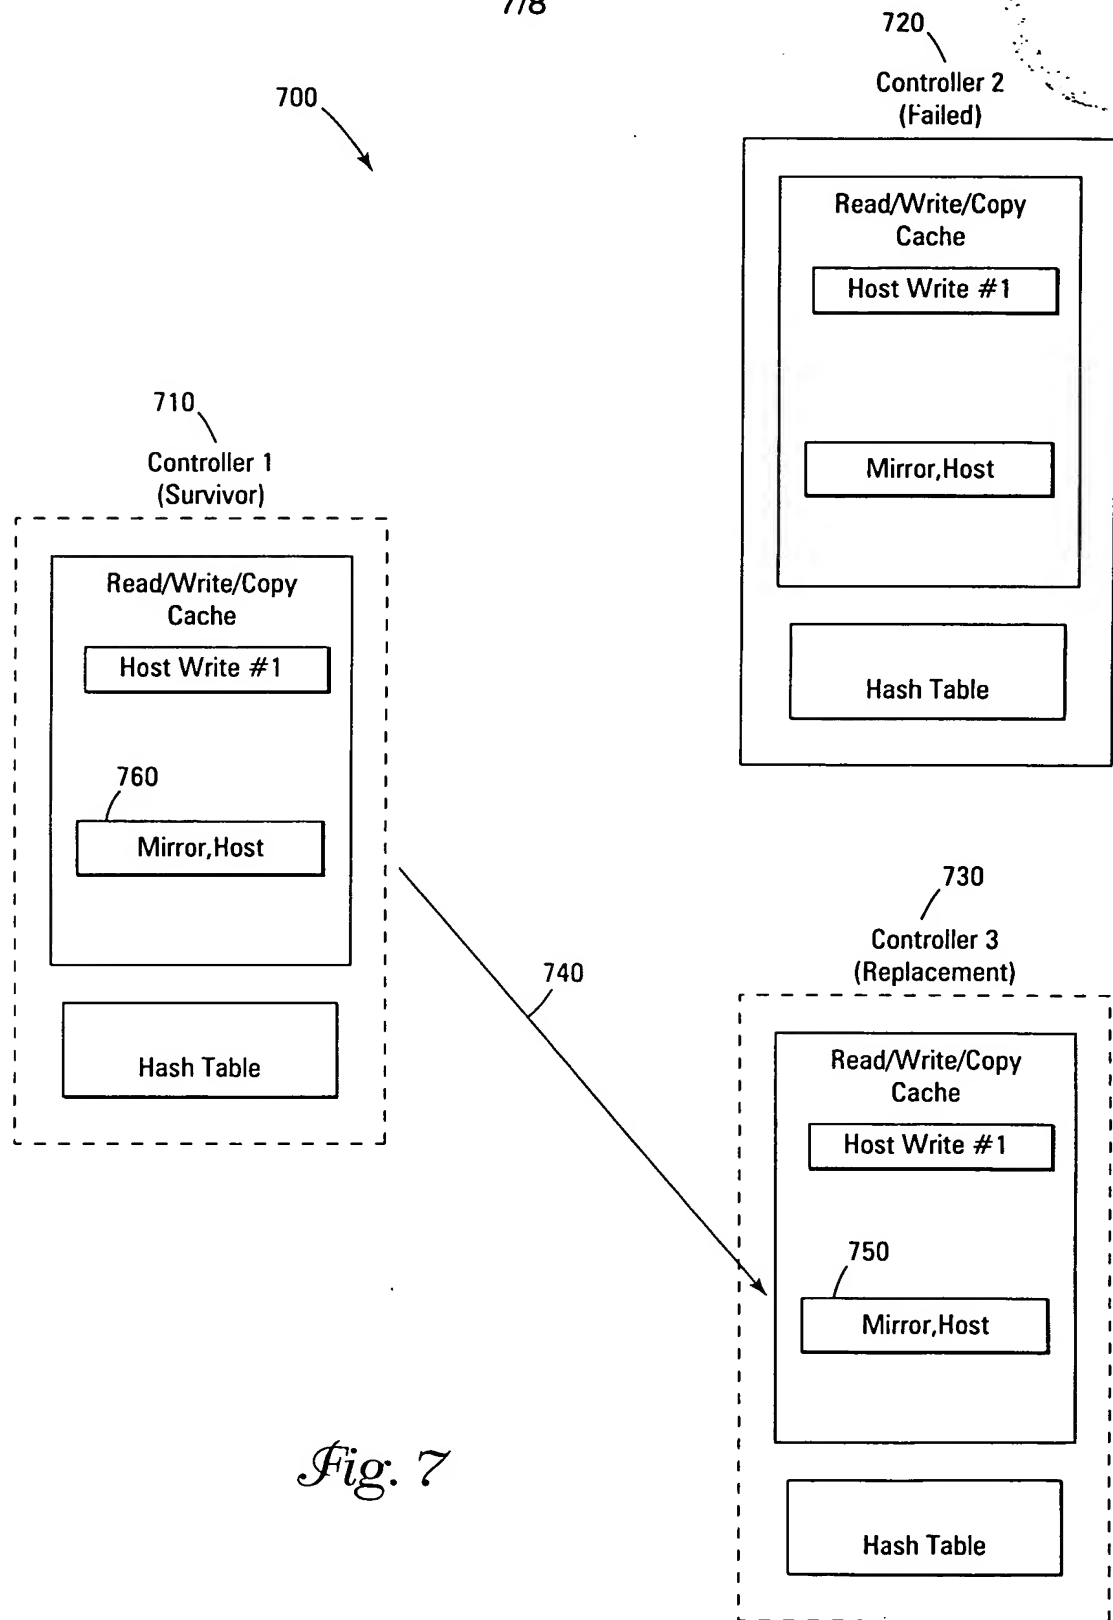 7/8
720
Controller 2
(Failed)
700
Read/Write/Copy
Cache
Host Write #1
Mirror,Host
Hash Table
710
Controller 1
(Survivor)
Read/Write/Copy
Cache
Host Write #1
760
Mirror,Host
Hash Table
740
730
Controller 3
(Replacement)
Read/Write/Copy
Cache
Host Write #1
750
Mirror,Host
Hash Table
Fig. 7